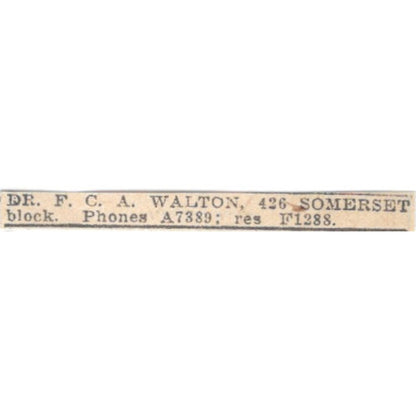 DR. F. C. A. WALTON, 426 SOMERSET
block. Phones A7389; res F1288.